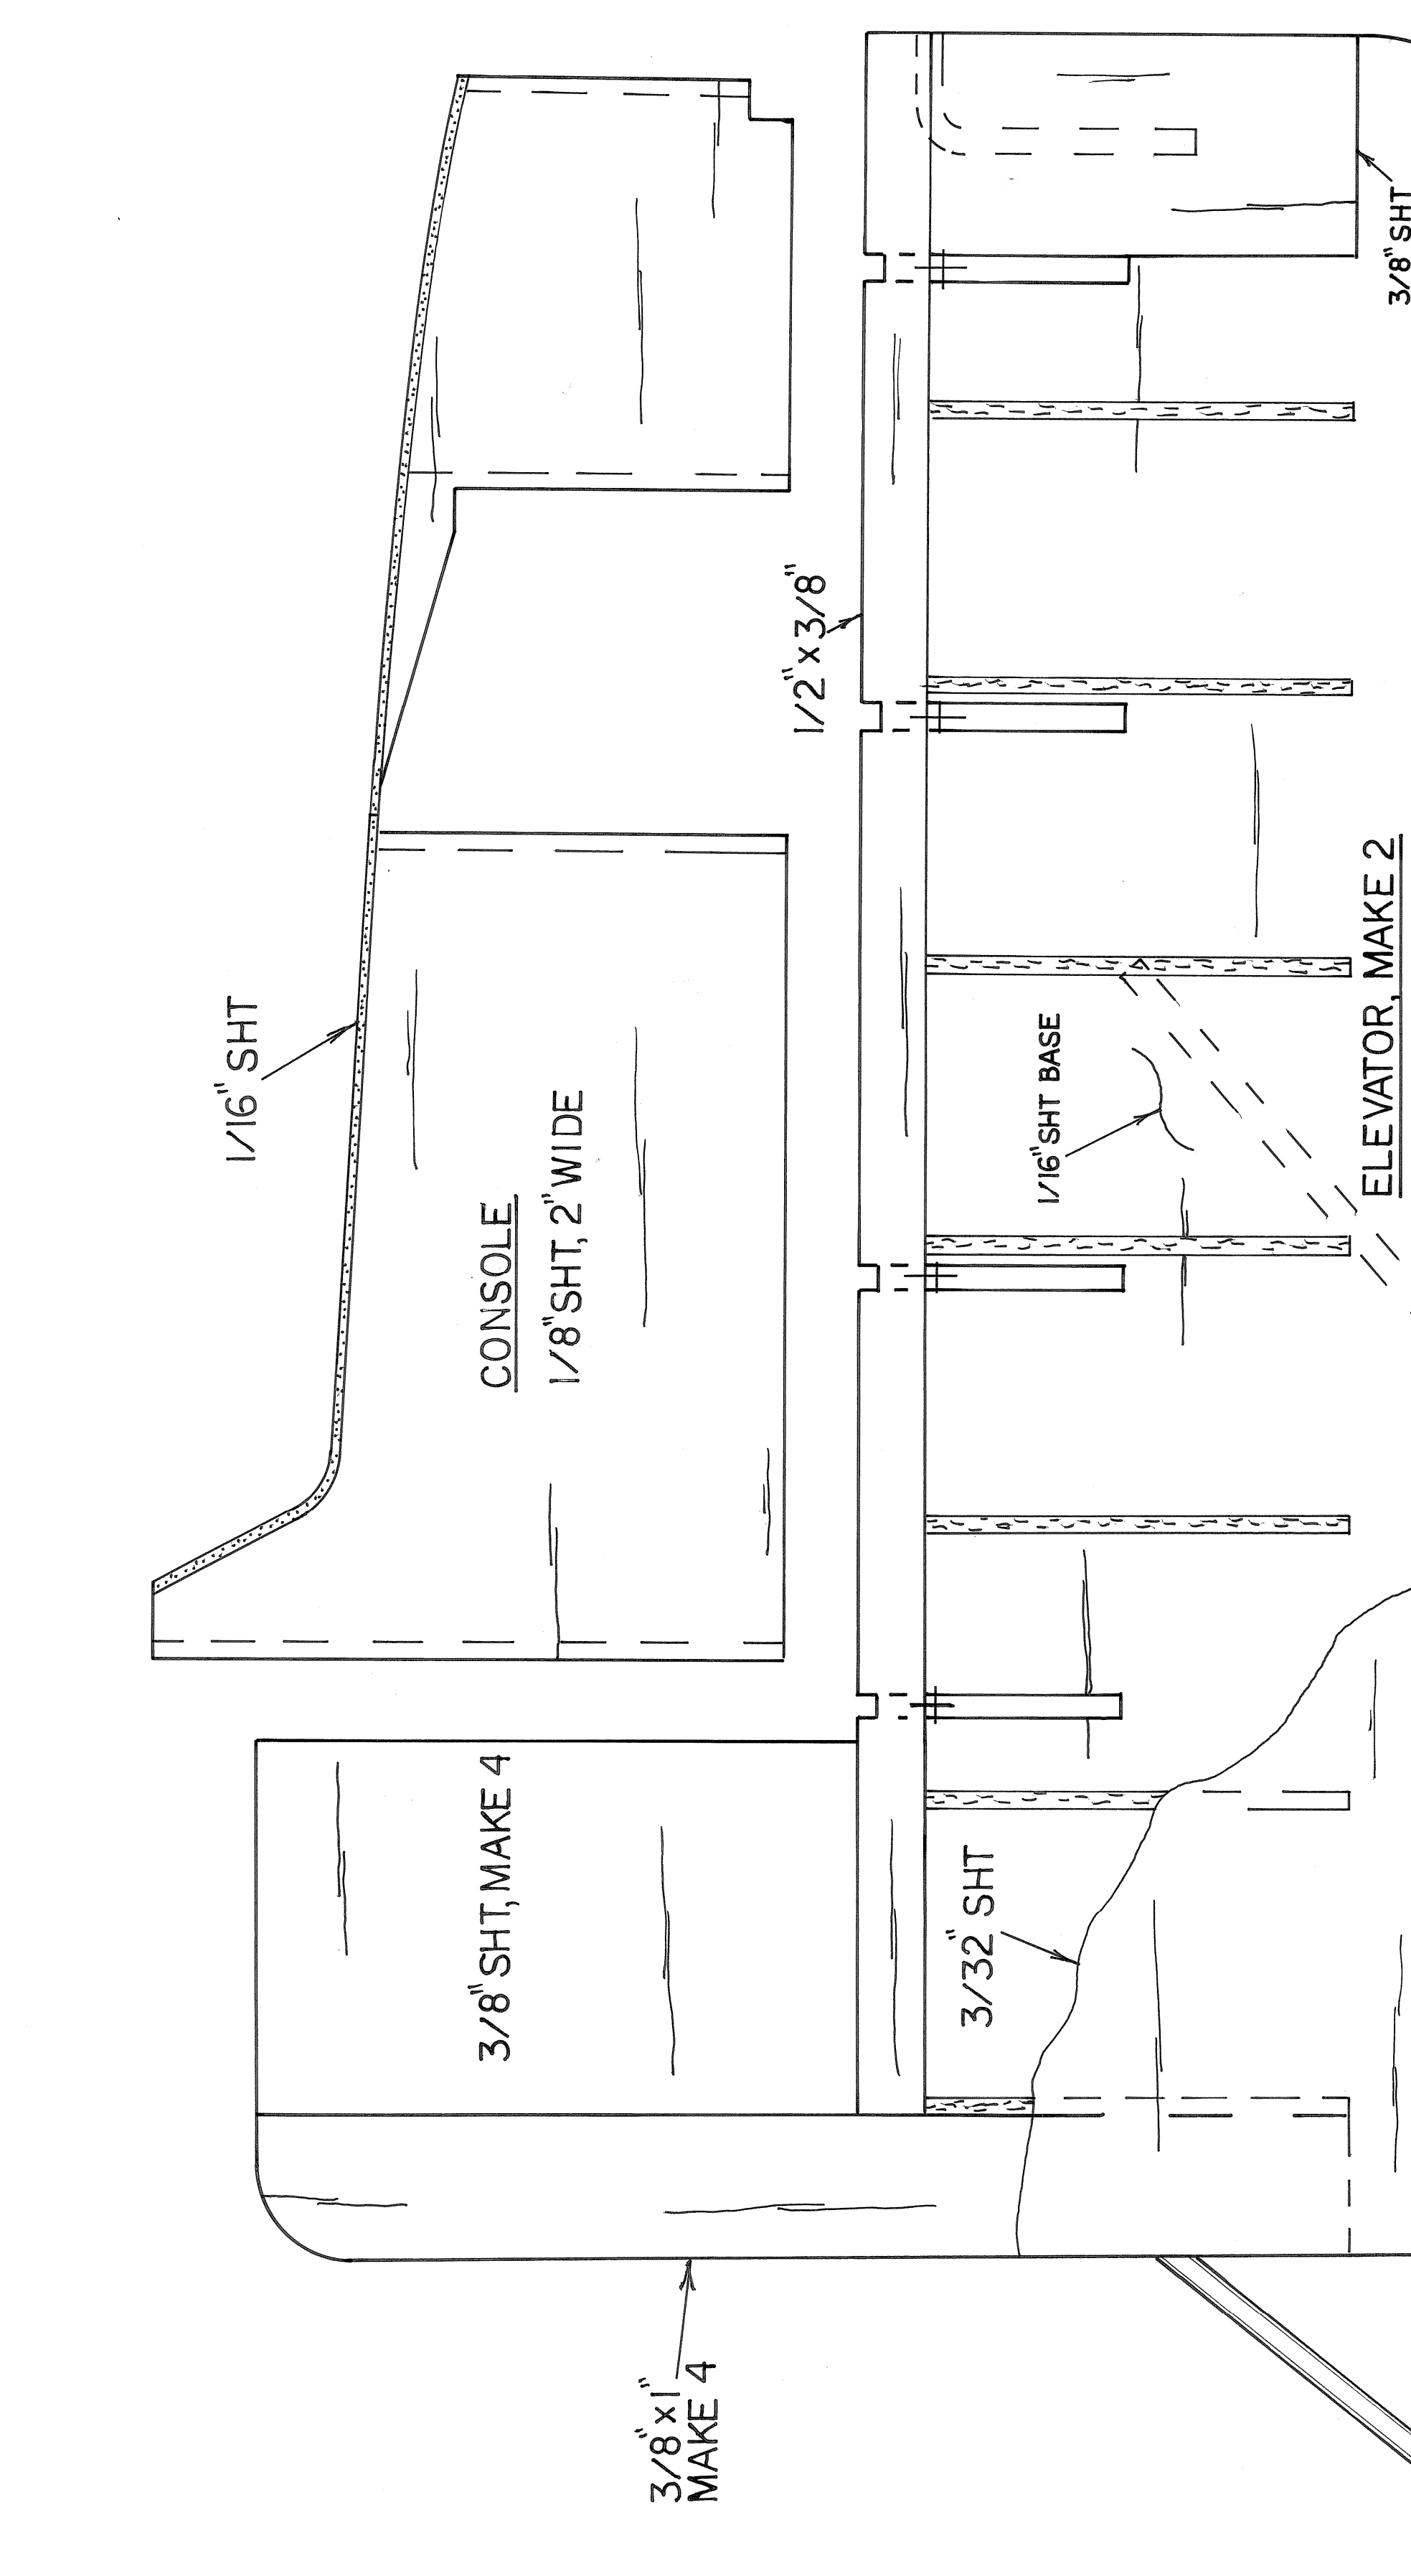 1/16" SHT
CONSOLE
1/8" SHT, 2" WIDE
3/8" SHT, MAKE 4
3/8" x 1"
MAKE 4
1/2" x 3/8"
3/32" SHT
1/16" SHT BASE
ELEVATOR, MAKE 2
3/8" SHT